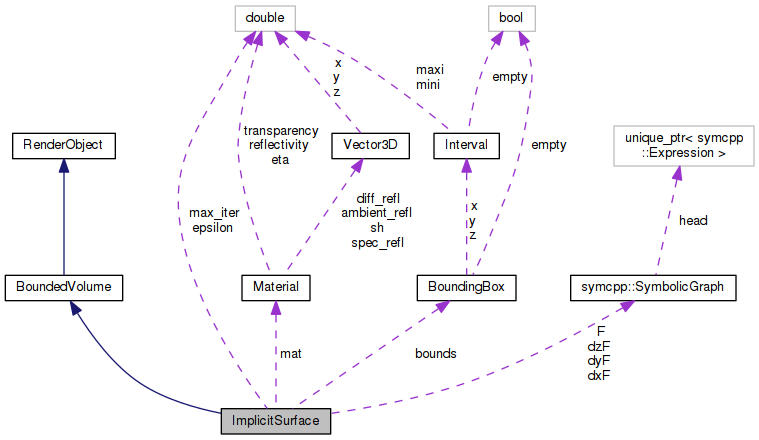 double
bool
x
y
z
maxi
mini
empty
transparency
reflectivity
eta
RenderObject
Vector3D
Interval
empty
unique_ptr< symcpp
::Expression >
max_iter
epsilon
diff_refl
ambient_refl
sh
spec_refl
x
y
z
head
BoundedVolume
Material
BoundingBox
symcpp::SymbolicGraph
mat
bounds
F
dzF
dyF
dxF
ImplicitSurface